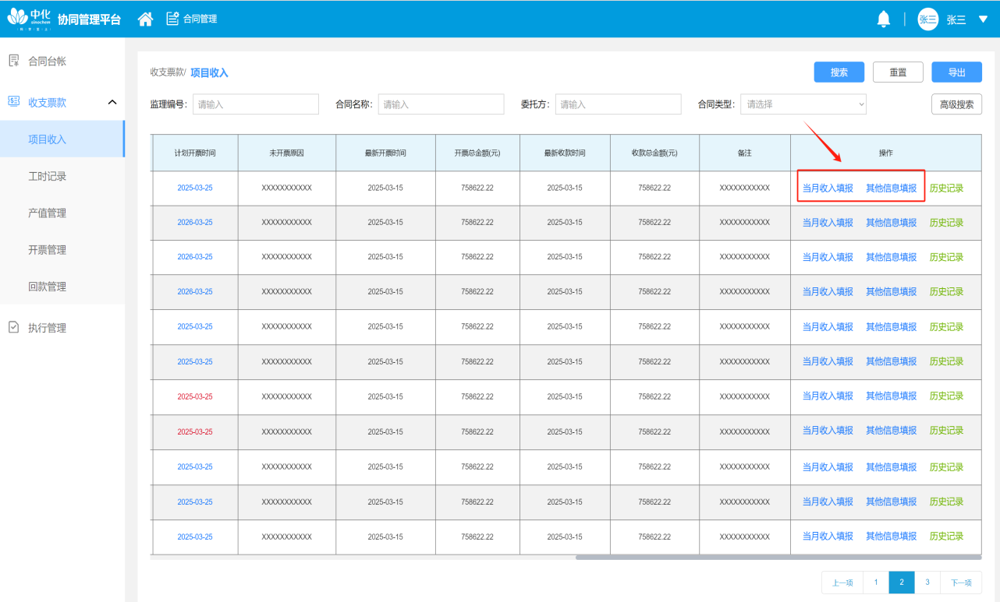 中化
sinochem
协同管理平台
合同管理
张三
张三
合同台帐
收支票款
项目收入
工时记录
产值管理
开票管理
回款管理
执行管理
收支票款/ 项目收入
搜索
重置
导出
监理编号: 请输入
合同名称: 请输入
委托方: 请输入
合同类型: 请选择
高级搜索
计划开票时间 未开票原因 最新开票时间 开票总金额(元) 最新收款时间 收款总金额(元) 备注 操作
2025-03-25 XXXXXXXXXXX 2025-03-15 758622.22 2025-03-15 758622.22 XXXXXXXXXXX 当月收入填报 其他信息填报 历史记录
2026-03-25 XXXXXXXXXXX 2025-03-15 758622.22 2025-03-15 758622.22 XXXXXXXXXXX 当月收入填报 其他信息填报 历史记录
2026-03-25 XXXXXXXXXXX 2025-03-15 758622.22 2025-03-15 758622.22 XXXXXXXXXXX 当月收入填报 其他信息填报 历史记录
2026-03-25 XXXXXXXXXXX 2025-03-15 758622.22 2025-03-15 758622.22 XXXXXXXXXXX 当月收入填报 其他信息填报 历史记录
2025-03-25 XXXXXXXXXXX 2025-03-15 758622.22 2025-03-15 758622.22 XXXXXXXXXXX 当月收入填报 其他信息填报 历史记录
2025-03-25 XXXXXXXXXXX 2025-03-15 758622.22 2025-03-15 758622.22 XXXXXXXXXXX 当月收入填报 其他信息填报 历史记录
2025-03-25 XXXXXXXXXXX 2025-03-15 758622.22 2025-03-15 758622.22 XXXXXXXXXXX 当月收入填报 其他信息填报 历史记录
2025-03-25 XXXXXXXXXXX 2025-03-15 758622.22 2025-03-15 758622.22 XXXXXXXXXXX 当月收入填报 其他信息填报 历史记录
2025-03-25 XXXXXXXXXXX 2025-03-15 758622.22 2025-03-15 758622.22 XXXXXXXXXXX 当月收入填报 其他信息填报 历史记录
2025-03-25 XXXXXXXXXXX 2025-03-15 758622.22 2025-03-15 758622.22 XXXXXXXXXXX 当月收入填报 其他信息填报 历史记录
2025-03-25 XXXXXXXXXXX 2025-03-15 758622.22 2025-03-15 758622.22 XXXXXXXXXXX 当月收入填报 其他信息填报 历史记录
上一项 1 2 3 下一项